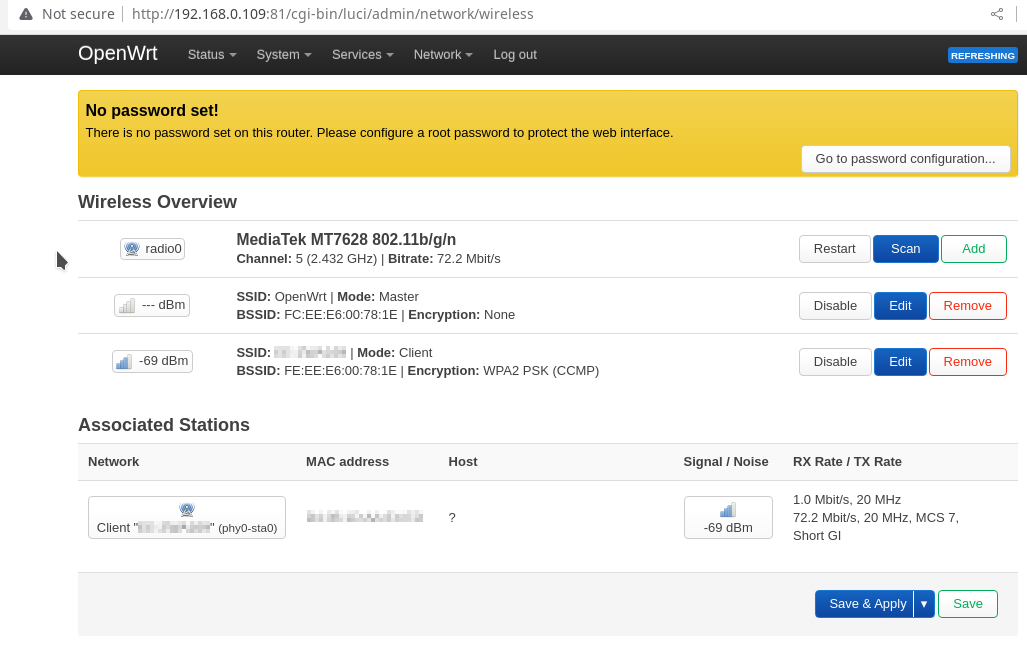 Not secure http://192.168.0.109:81/cgi-bin/luci/admin/network/wireless
OpenWrt Status System Services Network Log out REFRESHING
No password set!
There is no password set on this router. Please configure a root password to protect the web interface.
Go to password configuration...
Wireless Overview
radio0
MediaTek MT7628 802.11b/g/n
Channel: 5 (2.432 GHz) | Bitrate: 72.2 Mbit/s
Restart Scan Add
--- dBm
SSID: OpenWrt | Mode: Master
BSSID: FC:EE:E6:00:78:1E | Encryption: None
Disable Edit Remove
-69 dBm
SSID: | Mode: Client
BSSID: FE:EE:E6:00:78:1E | Encryption: WPA2 PSK (CCMP)
Disable Edit Remove
Associated Stations
Network MAC address Host Signal / Noise RX Rate / TX Rate
Client "" (phy0-sta0)
?
-69 dBm
1.0 Mbit/s, 20 MHz
72.2 Mbit/s, 20 MHz, MCS 7,
Short GI
Save & Apply ▾ Save